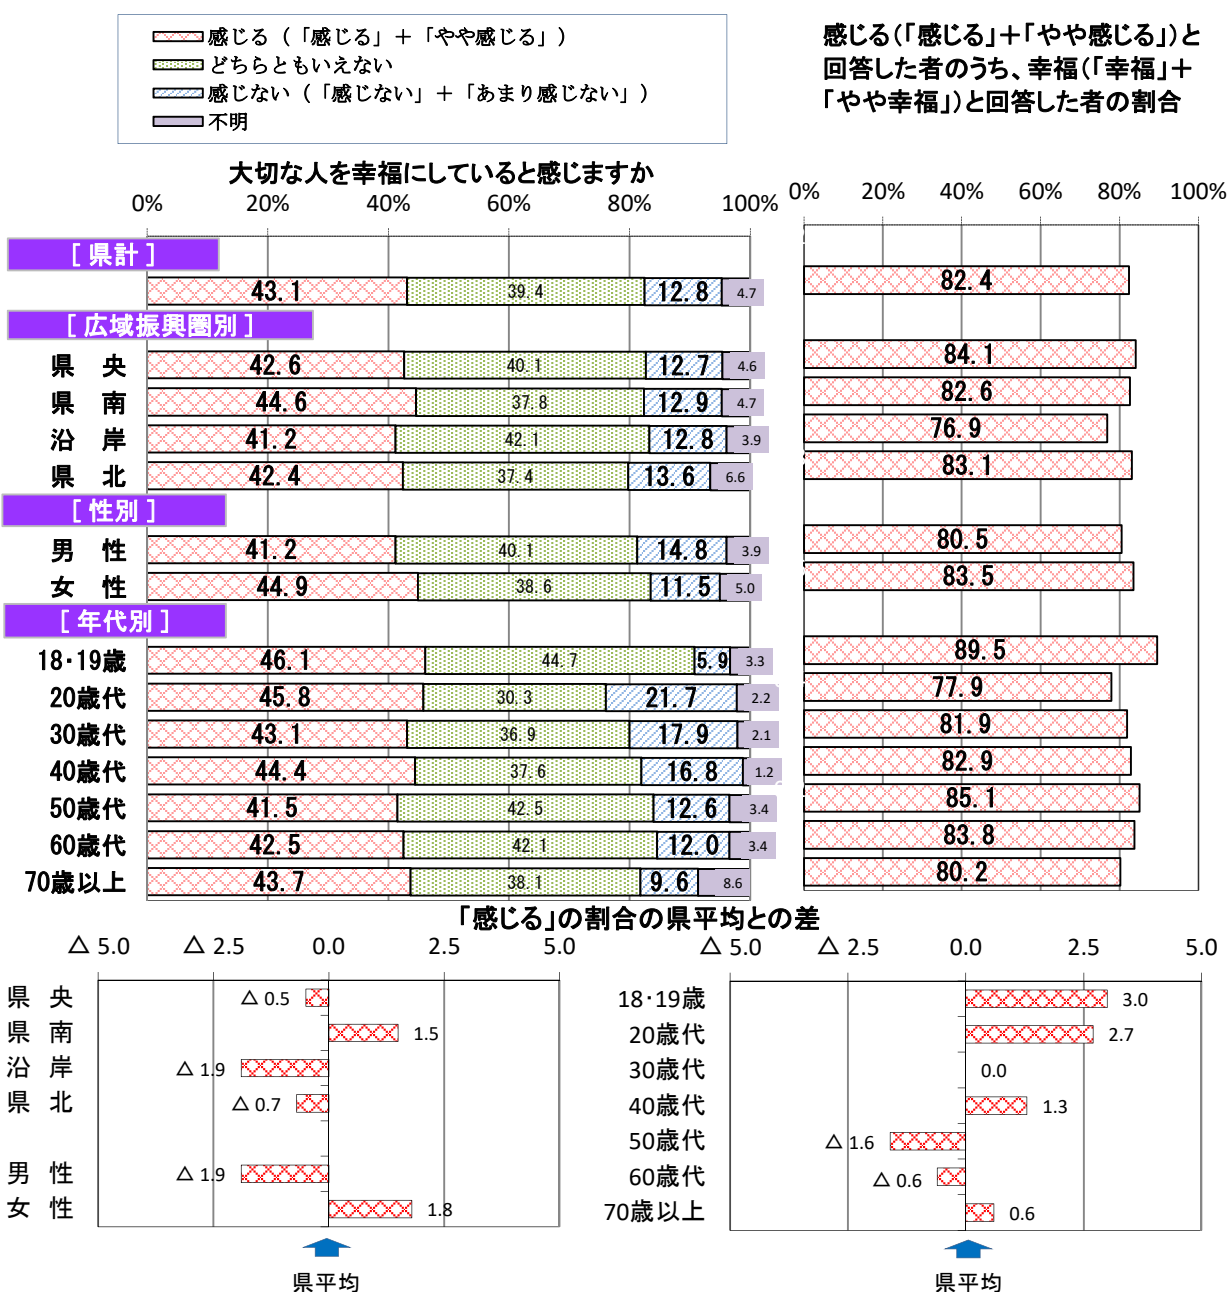 感じる（「感じる」＋「やや感じる」）
どちらともいえない
感じない（「感じない」＋「あまり感じない」）
不明
感じる（「感じる」＋「やや感じる」）と
回答した者のうち、幸福（「幸福」＋
「やや幸福」）と回答した者の割合
大切な人を幸福にしていると感じますか
0% 20% 40% 60% 80% 100%
0% 20% 40% 60% 80% 100%
[ 県計 ]
43.1 39.4 12.8 4.7 82.4
[ 広域振興圏別 ]
県 央 42.6 40.1 12.7 4.6 84.1
県 南 44.6 37.8 12.9 4.7 82.6
沿 岸 41.2 42.1 12.8 3.9 76.9
県 北 42.4 37.4 13.6 6.6 83.1
[ 性別 ]
男 性 41.2 40.1 14.8 3.9 80.5
女 性 44.9 38.6 11.5 5.0 83.5
[ 年代別 ]
18･19歳 46.1 44.7 5.9 3.3 89.5
20歳代 45.8 30.3 21.7 2.2 77.9
30歳代 43.1 36.9 17.9 2.1 81.9
40歳代 44.4 37.6 16.8 1.2 82.9
50歳代 41.5 42.5 12.6 3.4 85.1
60歳代 42.5 42.1 12.0 3.4 83.8
70歳以上 43.7 38.1 9.6 8.6 80.2
「感じる」の割合の県平均との差
△ 5.0 △ 2.5 0.0 2.5 5.0
県 央 △ 0.5
県 南 1.5
沿 岸 △ 1.9
県 北 △ 0.7
男 性 △ 1.9
女 性 1.8
県平均
△ 5.0 △ 2.5 0.0 2.5 5.0
18･19歳 3.0
20歳代 2.7
30歳代 0.0
40歳代 1.3
50歳代 △ 1.6
60歳代 △ 0.6
70歳以上 0.6
県平均